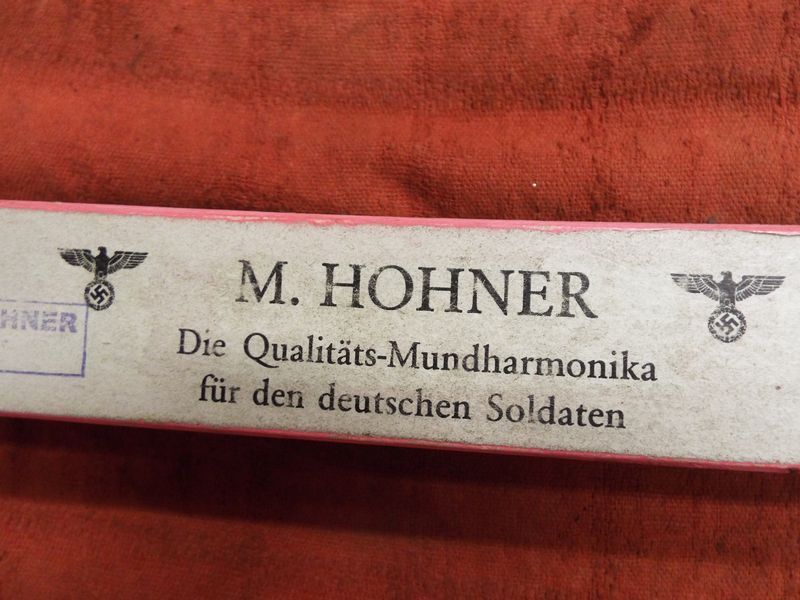 M. HOHNER
Die Qualitäts-Mundharmonika
für den deutschen Soldaten
HNER